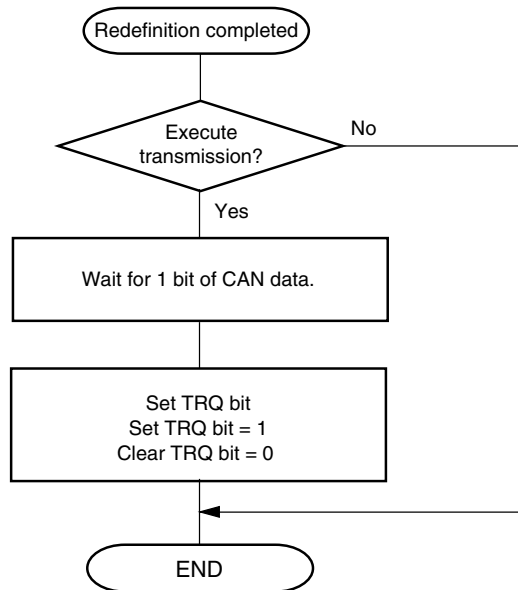 Redefinition completed
Execute
transmission?
No
Yes
Wait for 1 bit of CAN data.
Set TRQ bit
Set TRQ bit = 1
Clear TRQ bit = 0
END